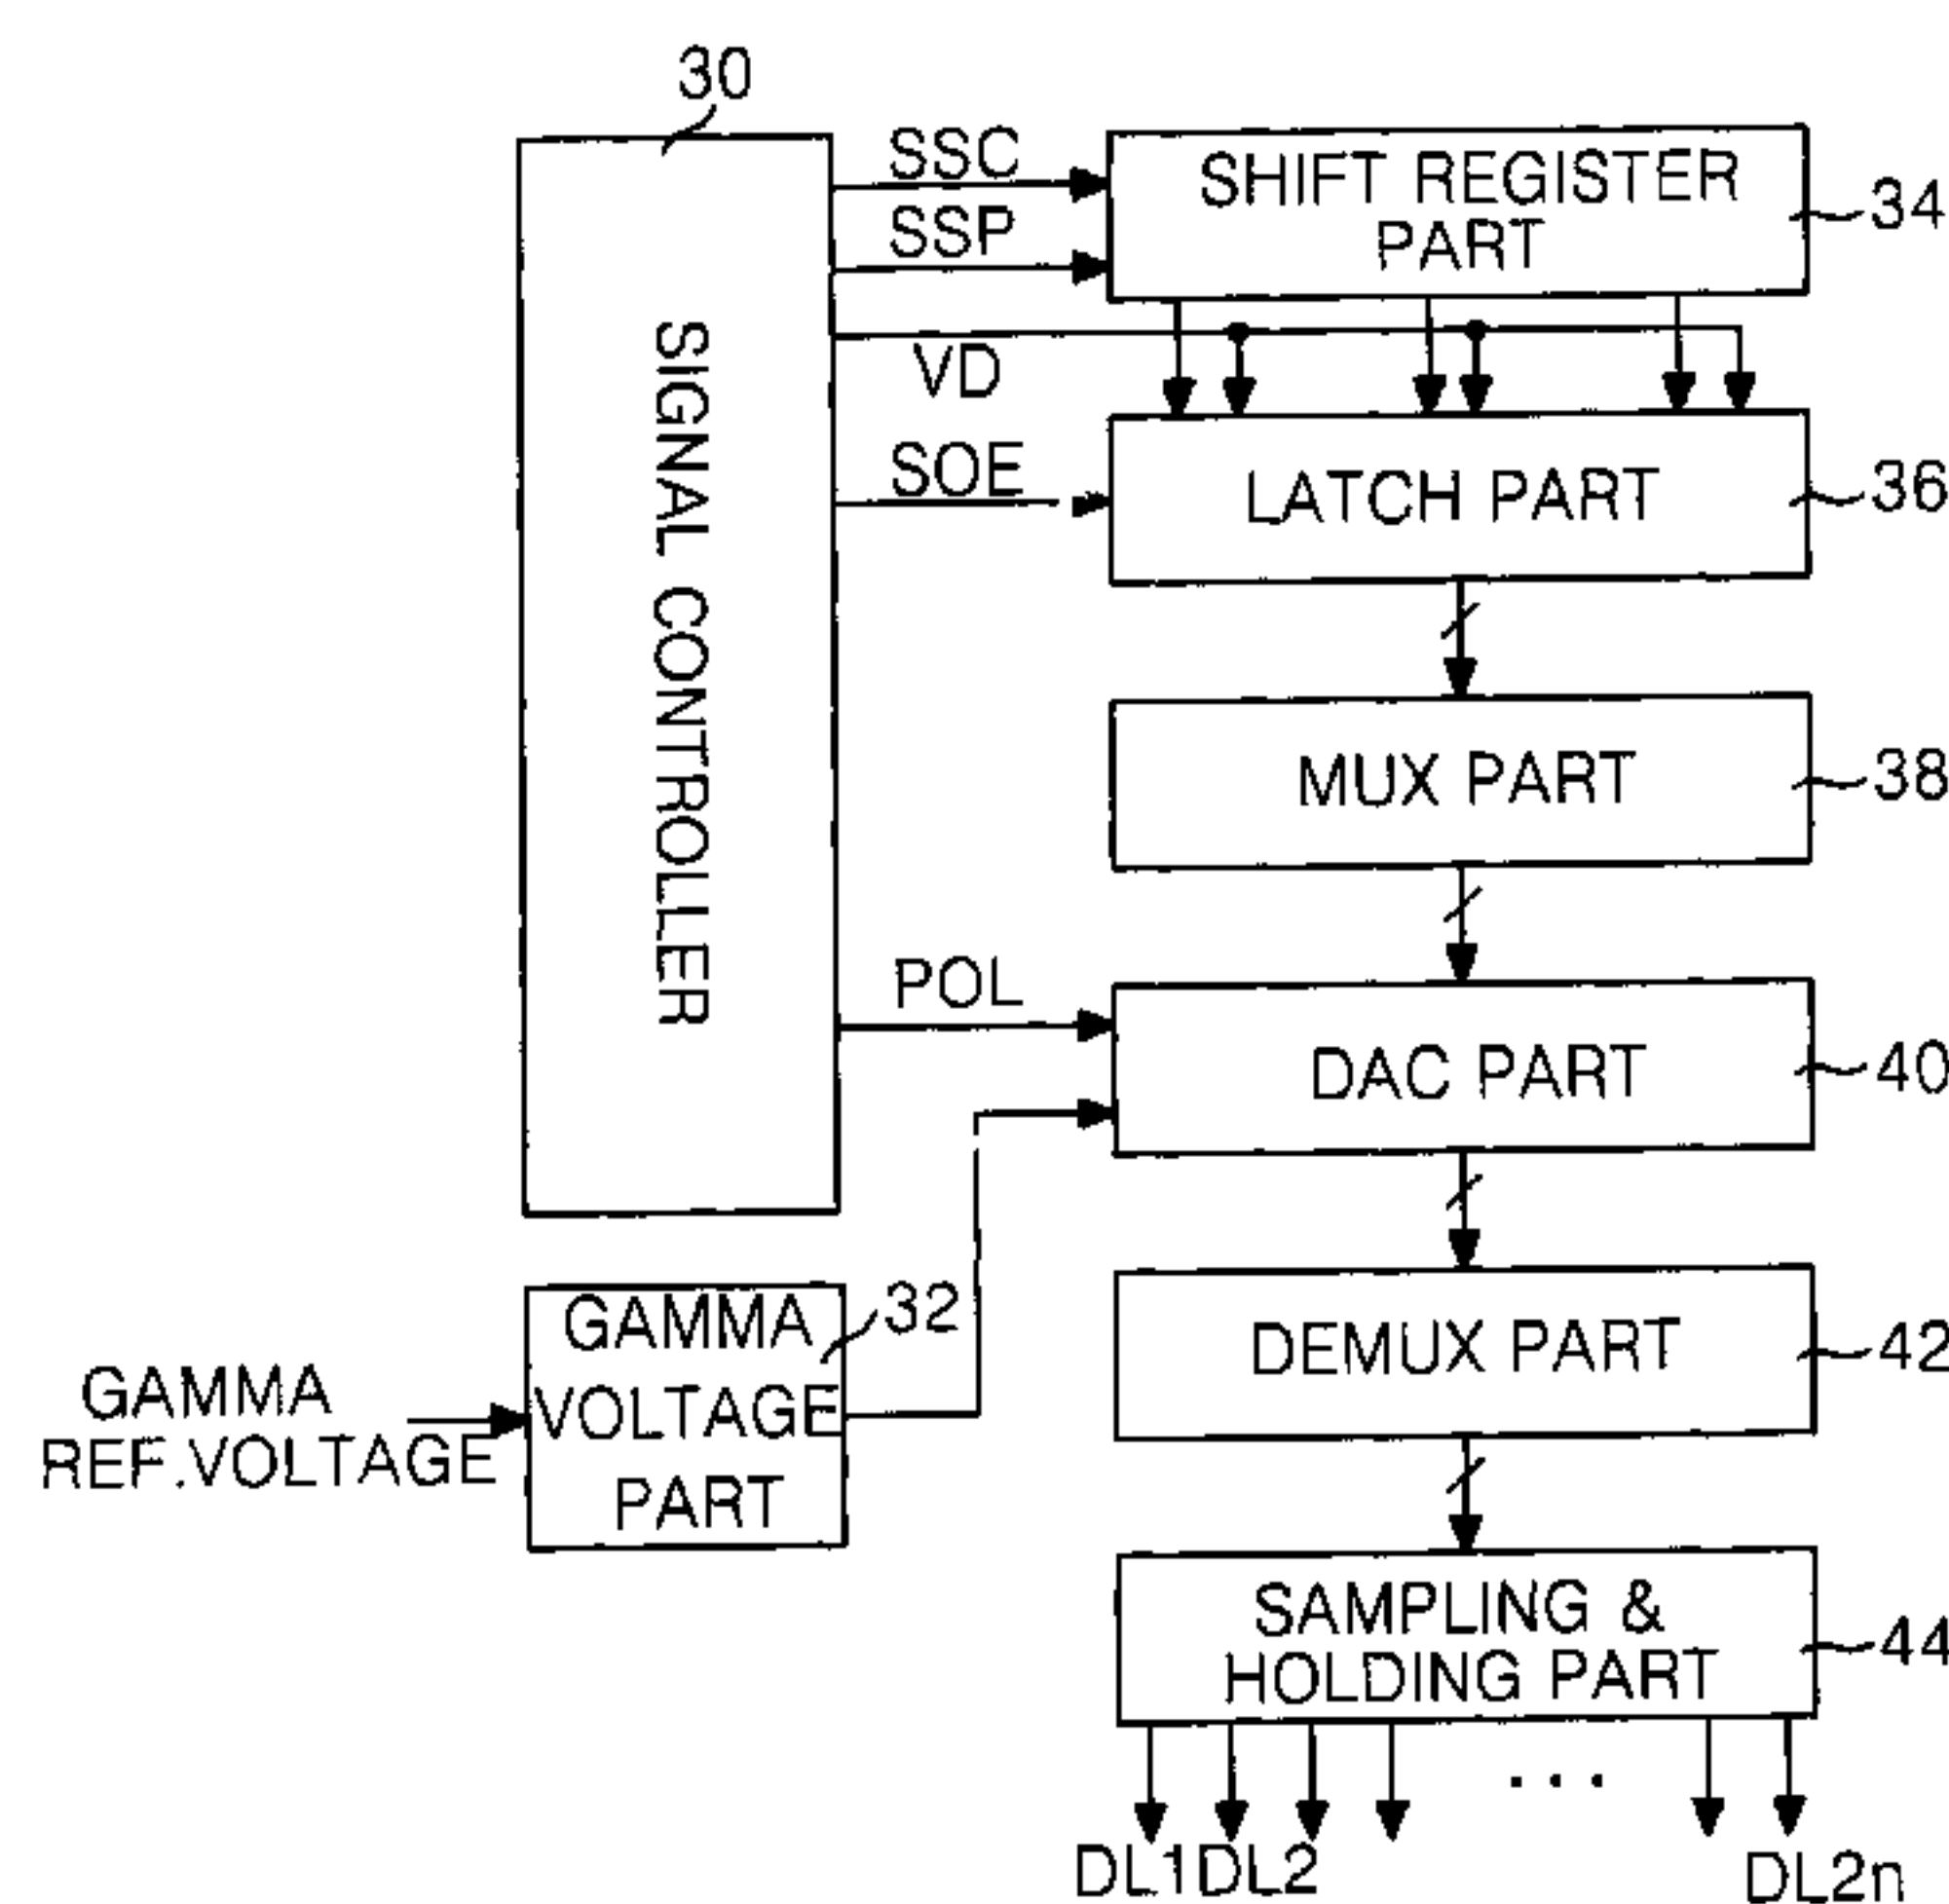 30
SSC
SHIFT REGISTER
PART
34
SSP
VD
SOE
LATCH PART
36
SIGNAL CONTROLLER
MUX PART
38
POL
DAC PART
40
GAMMA
VOLTAGE
PART
32
GAMMA
REF.VOLTAGE
DEMUX PART
42
SAMPLING &
HOLDING PART
44
. . .
DL1DL2
DL2n